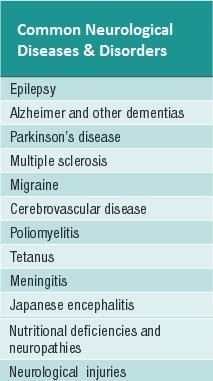 Common Neurological
Diseases & Disorders
Epilepsy
Alzheimer and other dementias
Parkinson's disease
Multiple sclerosis
Migraine
Cerebrovascular disease
Poliomyelitis
Tetanus
Meningitis
Japanese encephalitis
Nutritional deficiencies and
neuropathies
Neurological injuries